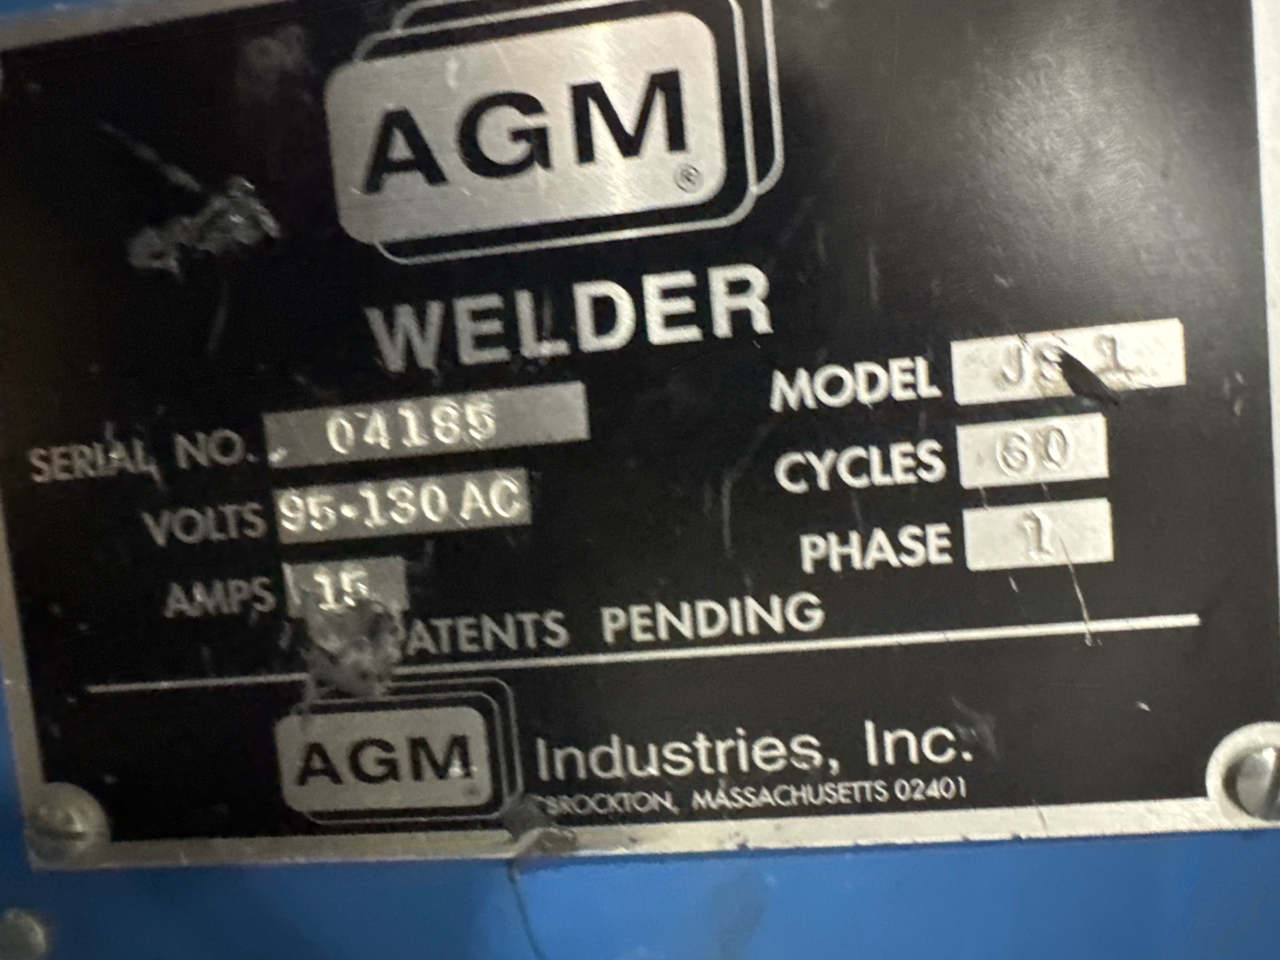 AGM®
WELDER
SERIAL NO. 04185
MODEL
VOLTS 95-130 AC
CYCLES 60
AMPS 15
PHASE 1
PATENTS PENDING
AGM Industries, Inc.
BROCKTON, MASSACHUSETTS 02401